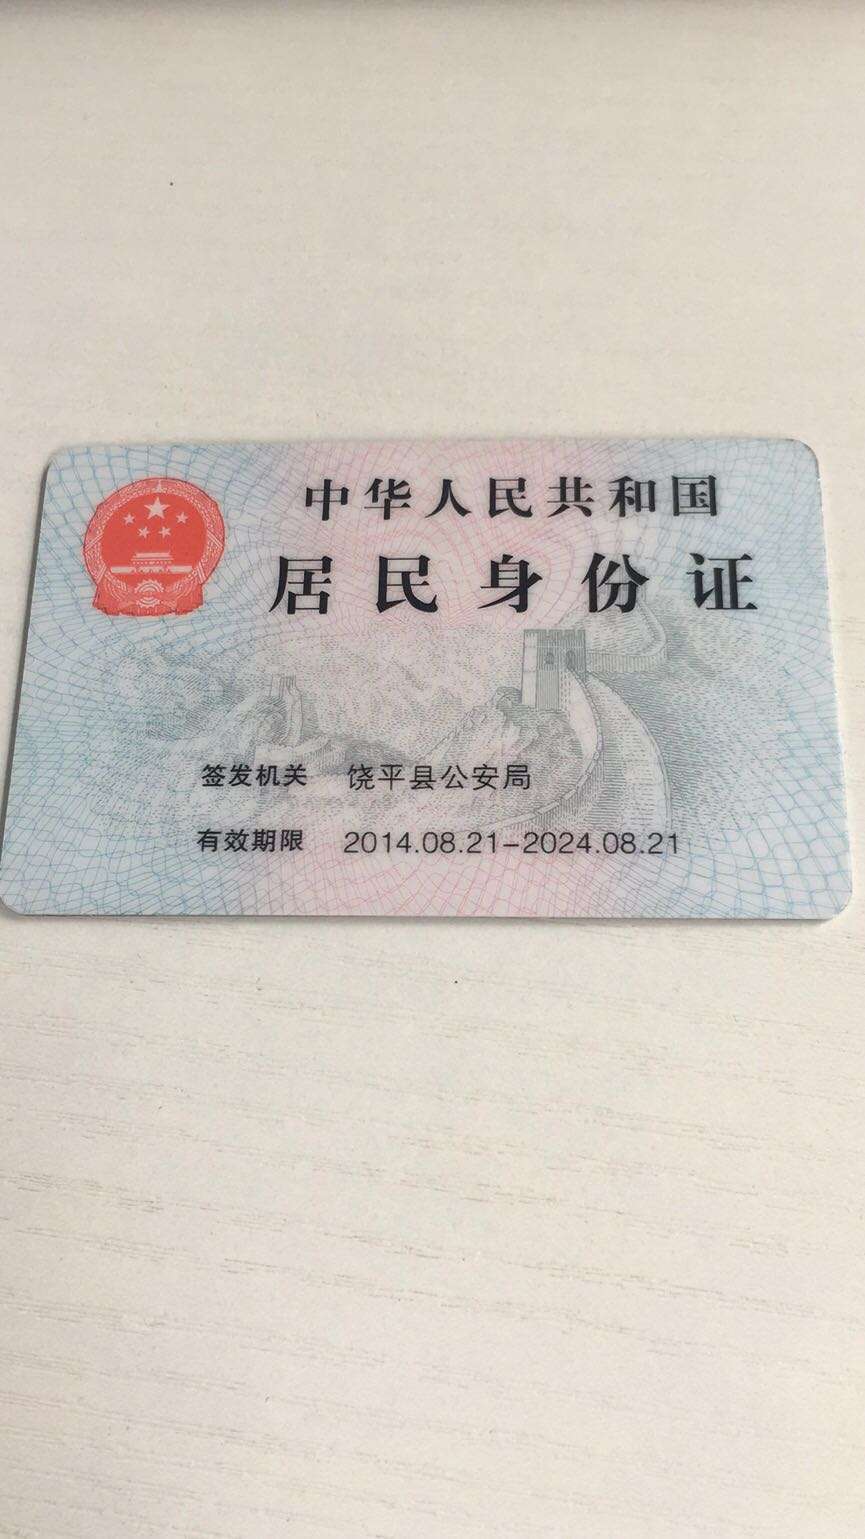 中华人民共和国
居民身份证
签发机关 饶平县公安局
有效期限 2014.08.21-2024.08.21